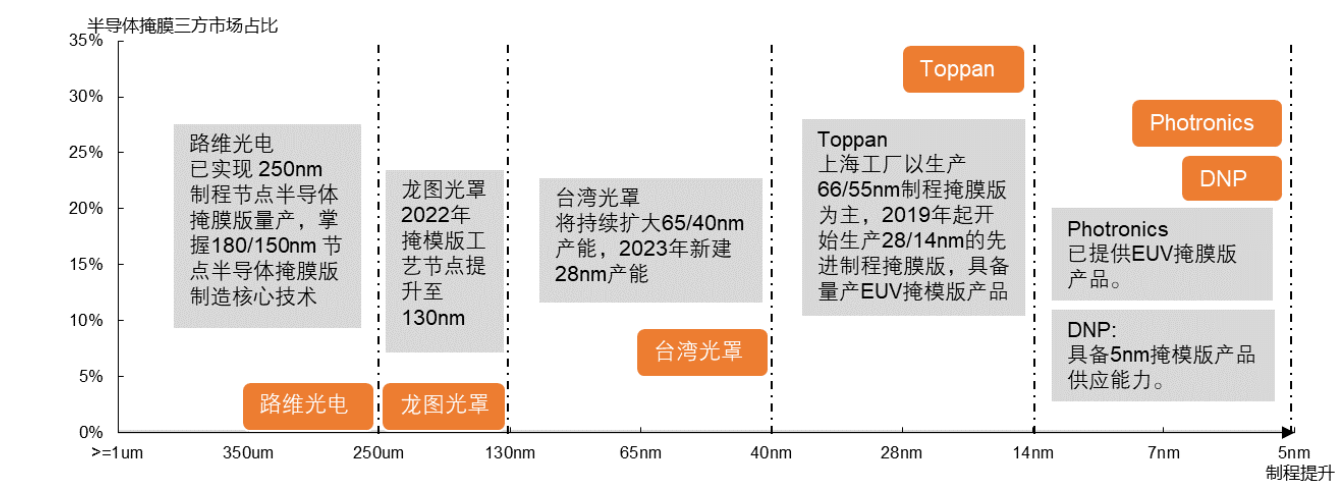 半导体掩膜三方市场占比
35%
30%
25%
20%
15%
10%
5%
0%
路维光电
已实现 250nm
制程节点半导体
掩膜版量产，掌
握180/150nm 节
点半导体掩膜版
制造核心技术
路维光电
龙图光罩
2022年
掩模版工
艺节点提
升至
130nm
龙图光罩
台湾光罩
将持续扩大65/40nm
产能，2023年新建
28nm产能
台湾光罩
Toppan
Toppan
上海工厂以生产
66/55nm制程掩膜版
为主，2019年起开
始生产28/14nm的先
进制程掩膜版，具备
量产EUV掩模版产品
Photronics
DNP
Photronics
已提供EUV掩膜版
产品。
DNP:
具备5nm掩模版产品
供应能力。
>=1um
350um
250um
130nm
65nm
40nm
28nm
14nm
7nm
5nm
制程提升